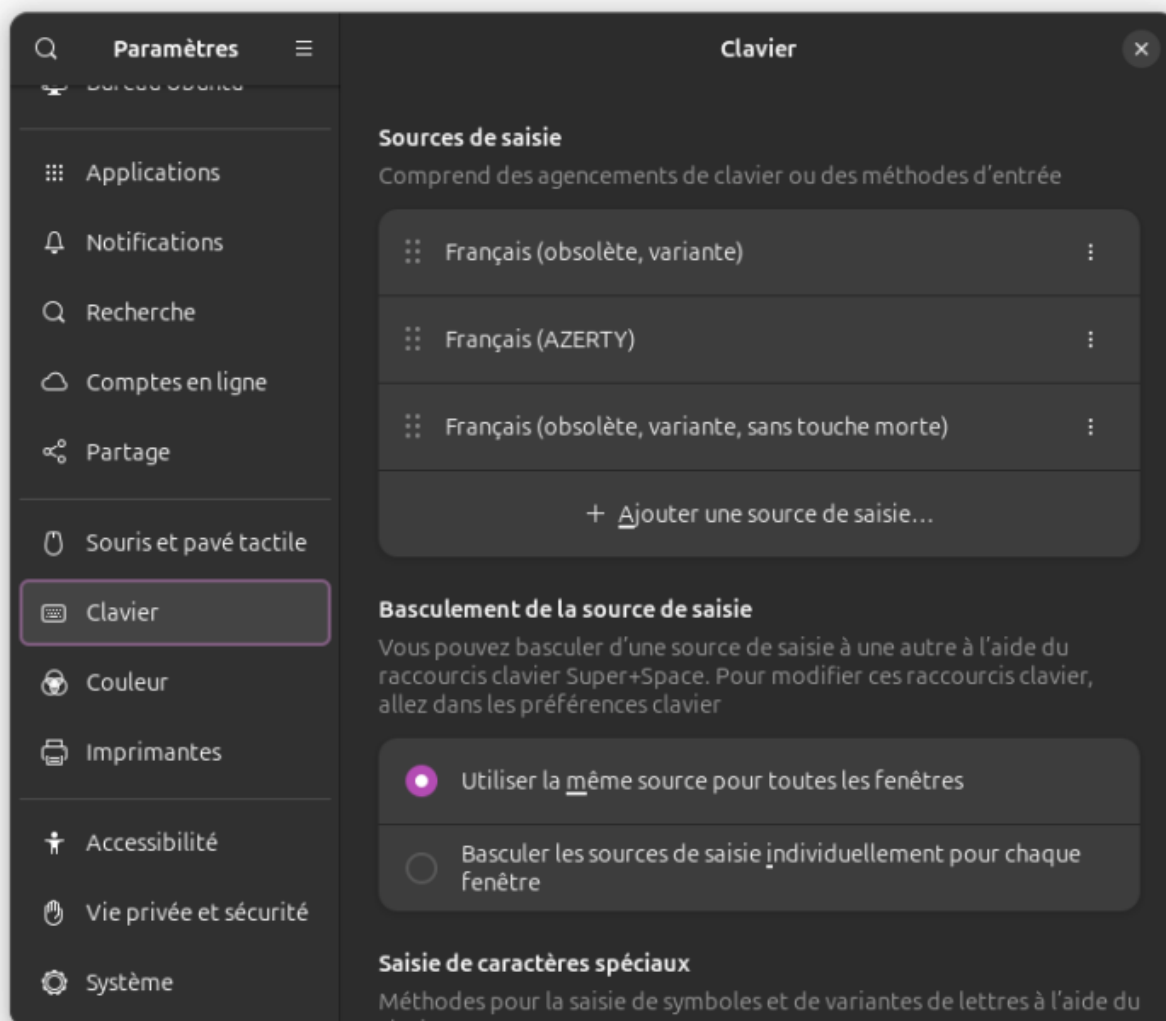 Paramètres
Clavier
Bureau Ubuntu
Applications
Notifications
Recherche
Comptes en ligne
Partage
Souris et pavé tactile
Clavier
Couleur
Imprimantes
Accessibilité
Vie privée et sécurité
Système
Sources de saisie
Comprend des agencements de clavier ou des méthodes d'entrée
Français (obsolète, variante)
Français (AZERTY)
Français (obsolète, variante, sans touche morte)
+ Ajouter une source de saisie…
Basculement de la source de saisie
Vous pouvez basculer d'une source de saisie à une autre à l'aide du
raccourcis clavier Super+Space. Pour modifier ces raccourcis clavier,
allez dans les préférences clavier
Utiliser la même source pour toutes les fenêtres
Basculer les sources de saisie individuellement pour chaque
fenêtre
Saisie de caractères spéciaux
Méthodes pour la saisie de symboles et de variantes de lettres à l'aide du